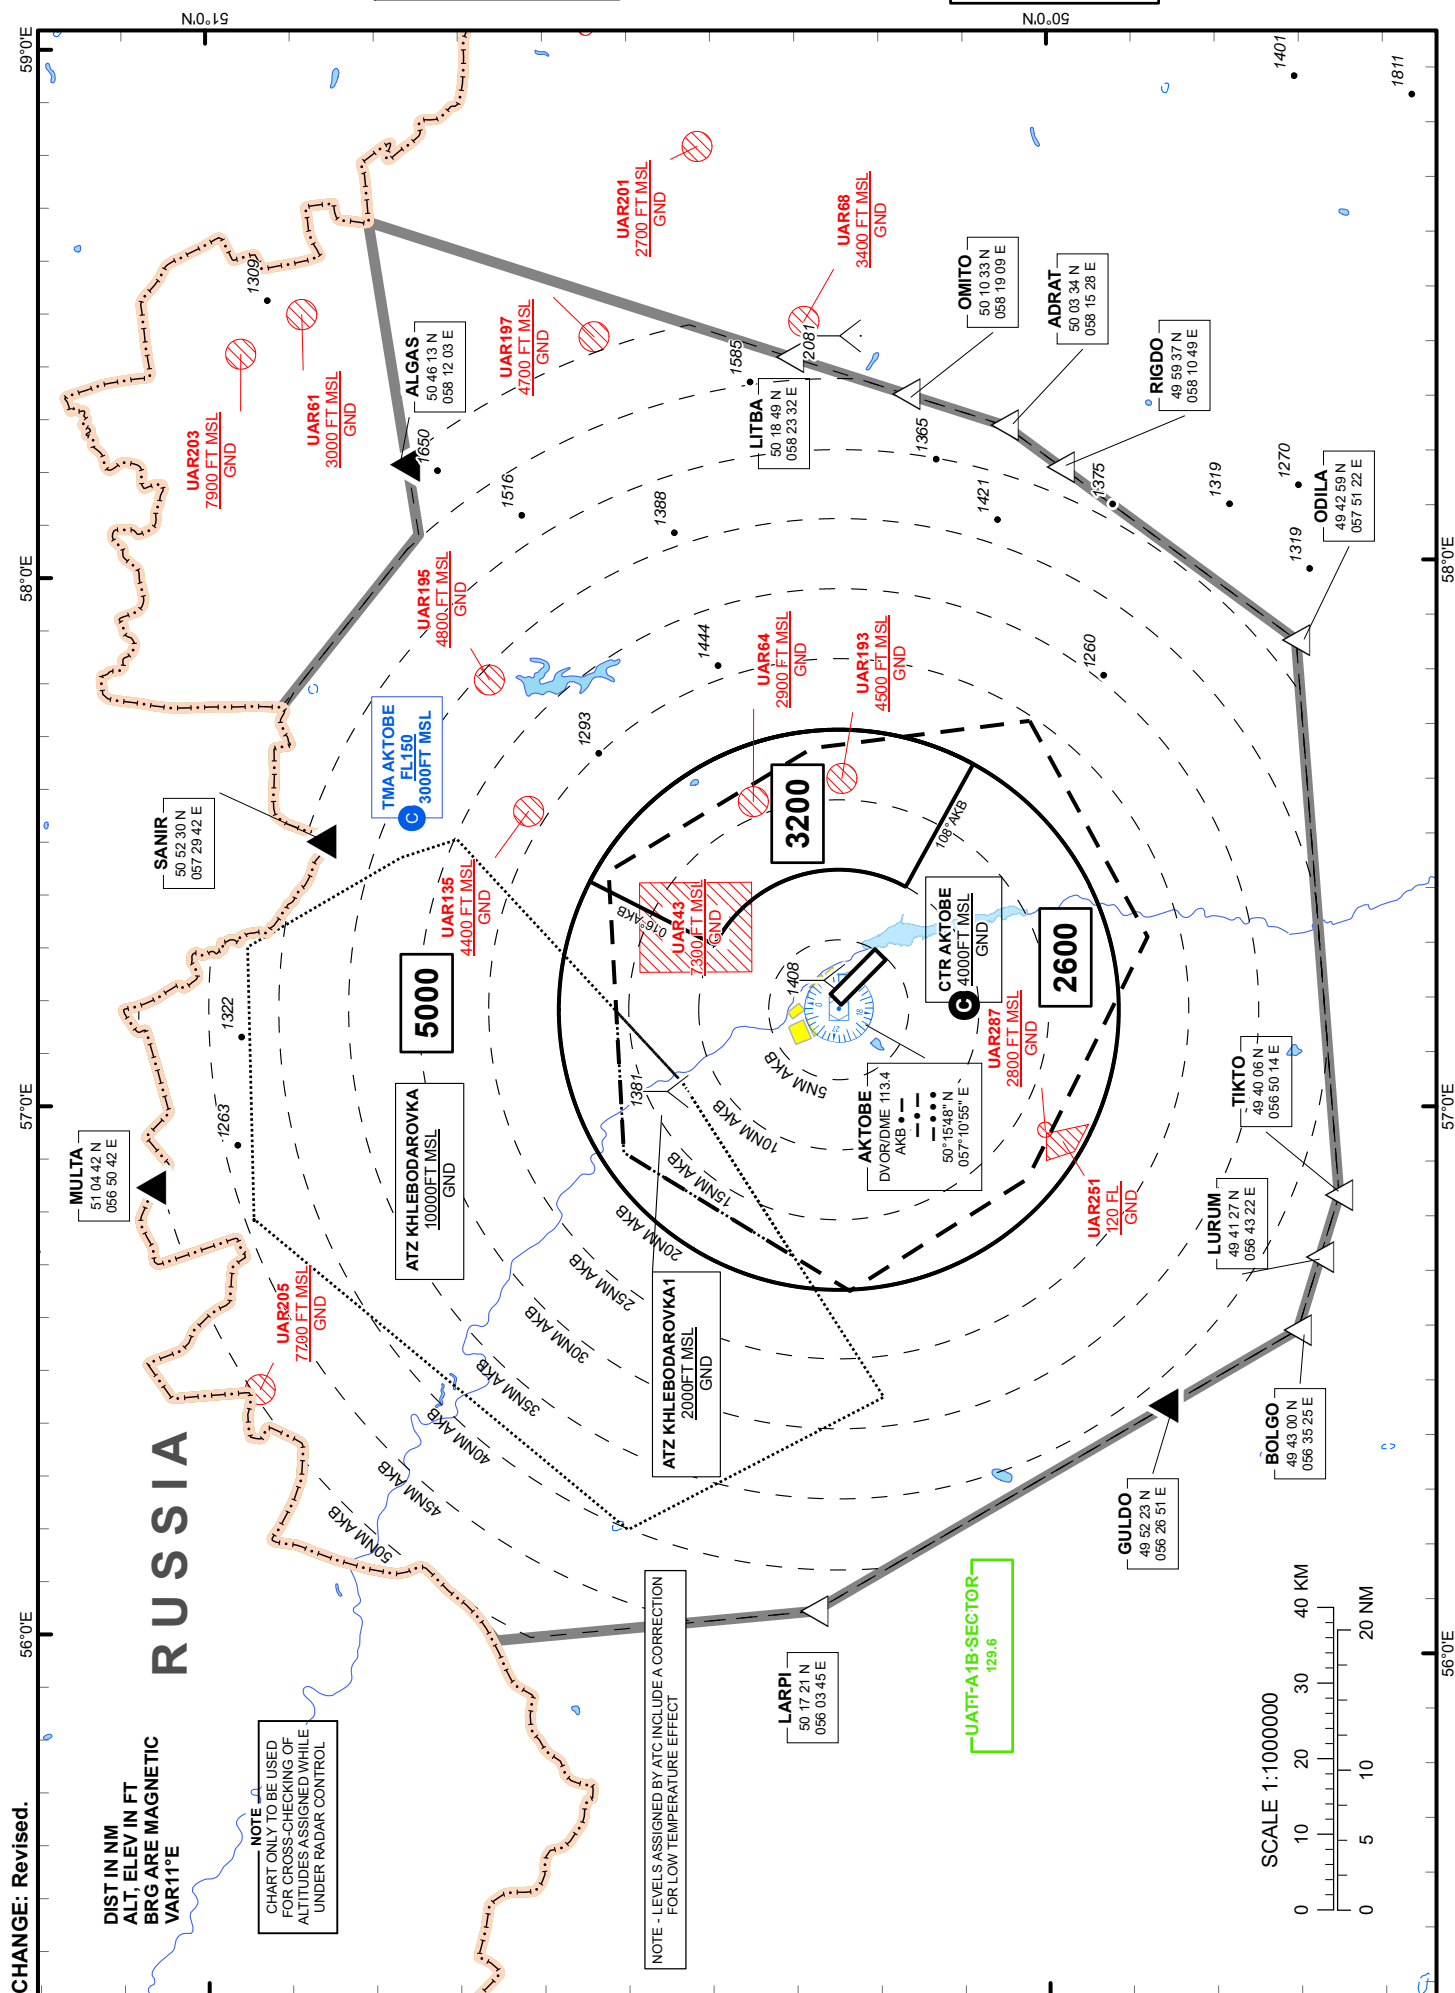 CHANGE: Revised.
DIST IN NM
ALT, ELEV IN FT
BRG ARE MAGNETIC
VAR11°E
NOTE
CHART ONLY TO BE USED
FOR CROSS-CHECKING OF
ALTITUDES ASSIGNED WHILE
UNDER RADAR CONTROL
RUSSIA
56°0'E
57°0'E
58°0'E
59°0'E
51°0'N
50°0'N
56°0'E
57°0'E
58°0'E
MULTA
51 04 42 N
056 50 42 E
SANIR
50 52 30 N
057 29 42 E
UAR203
7900 FT MSL
GND
UAR61
3000 FT MSL
GND
1309
ALGAS
50 46 13 N
058 12 03 E
1650
1516
1388
1585
1322
1263
UAR205
7700 FT MSL
GND
TMA AKTOBE
FL150
3000FT MSL
C
UAR195
4800 FT MSL
GND
UAR197
4700 FT MSL
GND
UAR201
2700 FT MSL
GND
UAR68
3400 FT MSL
GND
2081
5000
ATZ KHLEBODAROVKA
10000FT MSL
GND
UAR135
4400 FT MSL
GND
1293
1444
UAR64
2900 FT MSL
GND
UAR193
4500 FT MSL
GND
LITBA
50 18 49 N
058 23 32 E
OMITO
50 10 33 N
058 19 09 E
ADRAT
50 03 34 N
058 15 28 E
RIGDO
49 59 37 N
058 10 49 E
1365
1421
1375
1319
1270
1319
1260
1401
1811
ODILA
49 42 59 N
057 51 22 E
016°AKB
UAR43
7300 FT MSL
GND
3200
108°AKB
1408
1381
0
18
27
CTR AKTOBE
4000FT MSL
GND
C
2600
UAR287
2800 FT MSL
GND
AKTOBE
DVOR/DME 113.4
AKB
50°15'48" N
057°10'55" E
5NM AKB
10NM AKB
15NM AKB
20NM AKB
25NM AKB
30NM AKB
35NM AKB
40NM AKB
45NM AKB
50NM AKB
ATZ KHLEBODAROVKA1
2000FT MSL
GND
UAR251
120 FL
GND
TIKTO
49 40 06 N
056 50 14 E
LURUM
49 41 27 N
056 43 22 E
BOLGO
49 43 00 N
056 35 25 E
GULDO
49 52 23 N
056 26 51 E
LARPI
50 17 21 N
056 03 45 E
NOTE - LEVELS ASSIGNED BY ATC INCLUDE A CORRECTION
FOR LOW TEMPERATURE EFFECT
UATT-A1B-SECTOR
129.6
SCALE 1:1000000
0 10 20 30 40 KM
0 5 10 20 NM